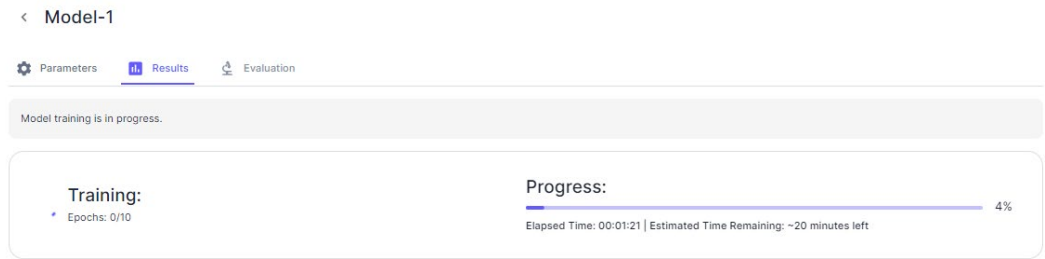 Model-1
Parameters
Results
Evaluation
Model training is in progress.
Training:
Epochs: 0/10
Progress:
4%
Elapsed Time: 00:01:21 | Estimated Time Remaining: ~20 minutes left